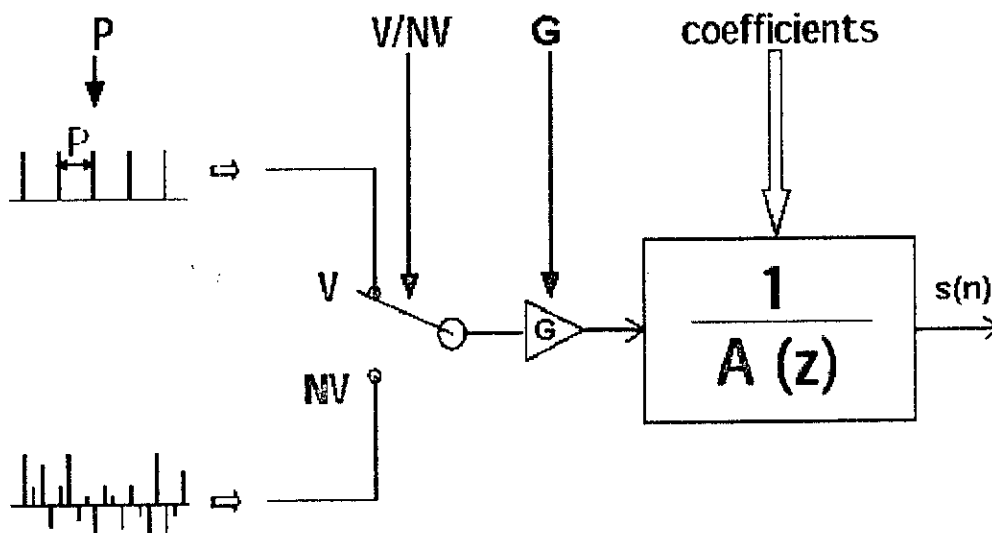 P V/NV G coefficients
P
V
G
1
A (z)
s(n)
NV